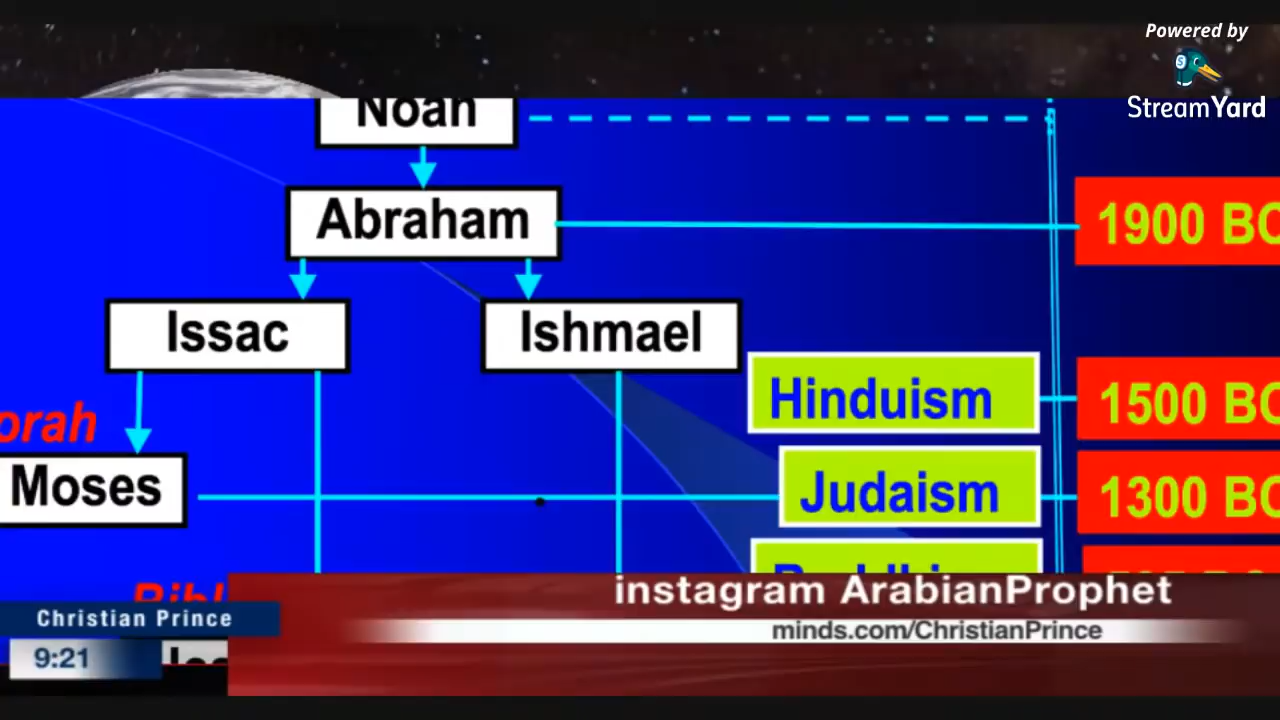 Powered by
StreamYard
Noah
Abraham
1900 BC
Issac
Ishmael
Hinduism
1500 BC
orah
Moses
Judaism
1300 BC
instagram ArabianProphet
Christian Prince
minds.com/ChristianPrince
9:21